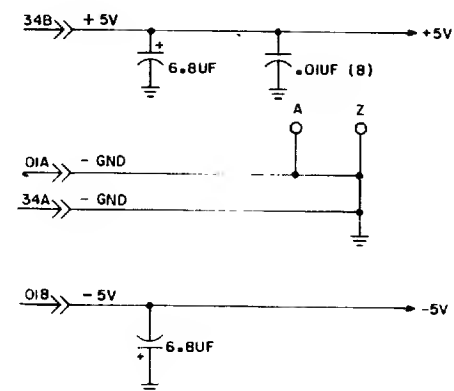 34B + 5V
+5V
+
6.8UF
.01UF (8)
A Z
01A - GND
34A - GND
01B - 5V
-5V
6.8UF
+